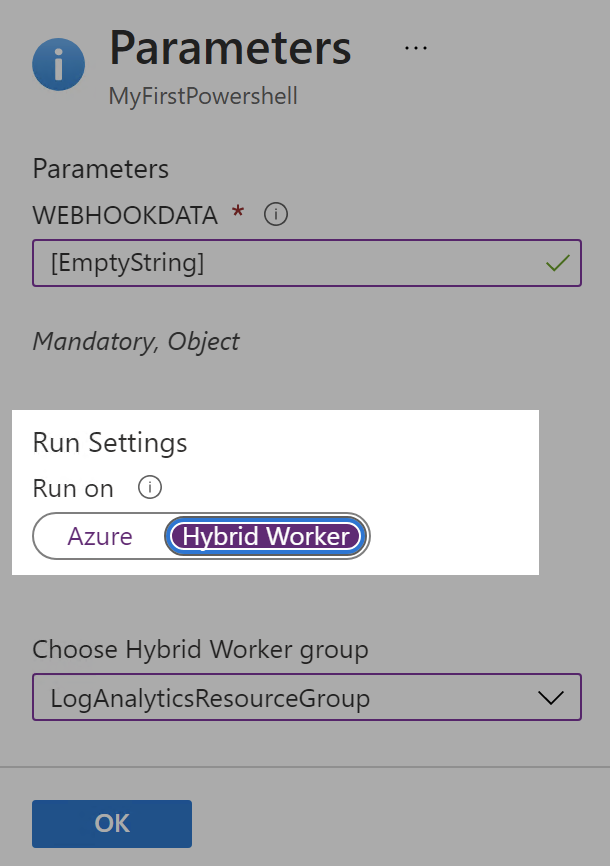 Parameters ...
MyFirstPowershell
Parameters
WEBHOOKDATA *
[EmptyString]
Mandatory, Object
Run Settings
Run on
Azure Hybrid Worker
Choose Hybrid Worker group
LogAnalyticsResourceGroup
OK